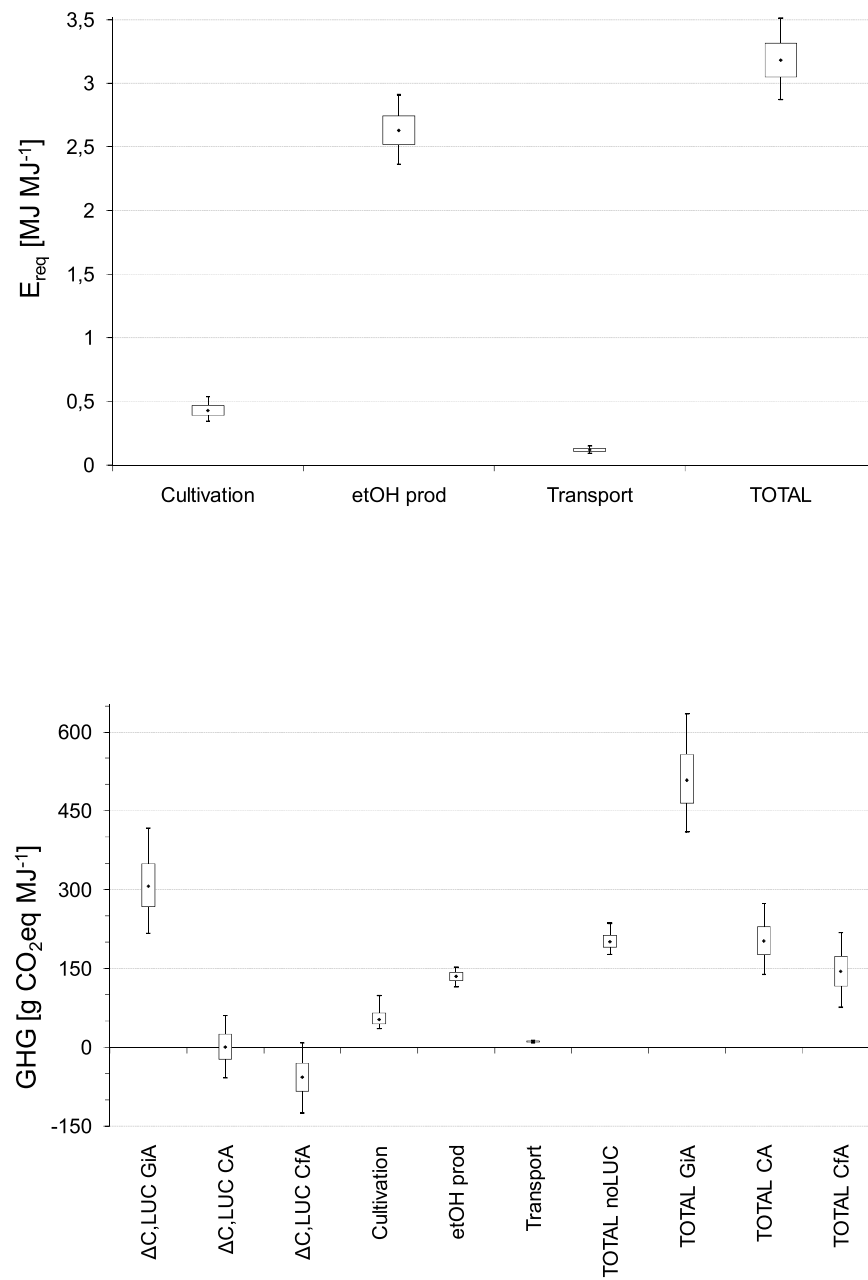 3,5
3
2,5
2
1,5
1
0,5
0
E_req [MJ MJ⁻¹]
Cultivation etOH prod Transport TOTAL
600
450
300
150
0
-150
GHG [g CO₂eq MJ⁻¹]
ΔC,LUC GiA
ΔC,LUC CA
ΔC,LUC CfA
Cultivation
etOH prod
Transport
TOTAL noLUC
TOTAL GiA
TOTAL CA
TOTAL CfA